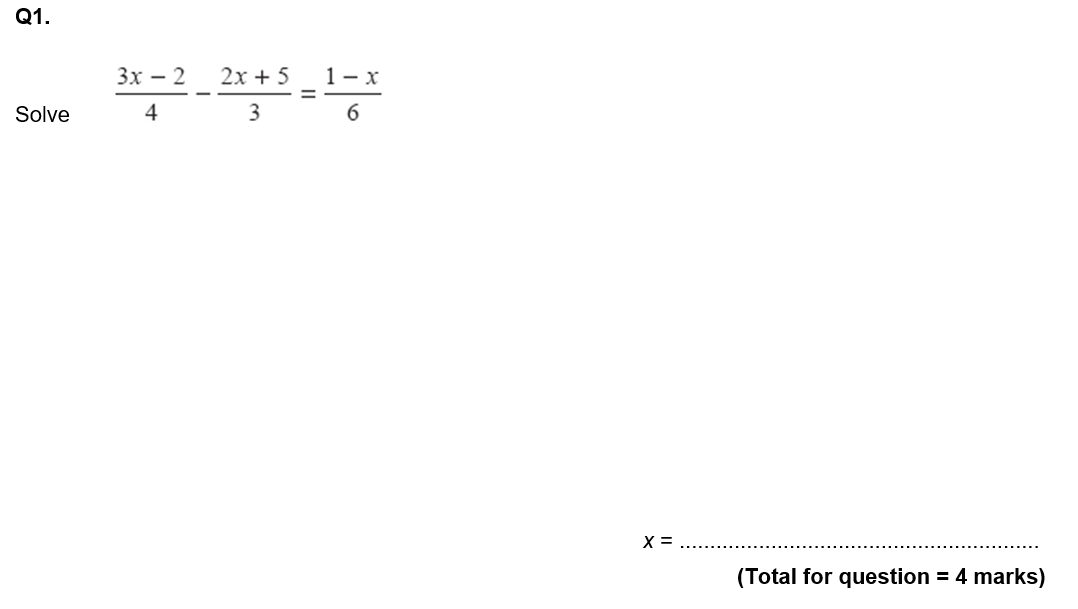 Q1.
Solve (3x − 2)/4 − (2x + 5)/3 = (1 − x)/6
x = ...........................................................
(Total for question = 4 marks)